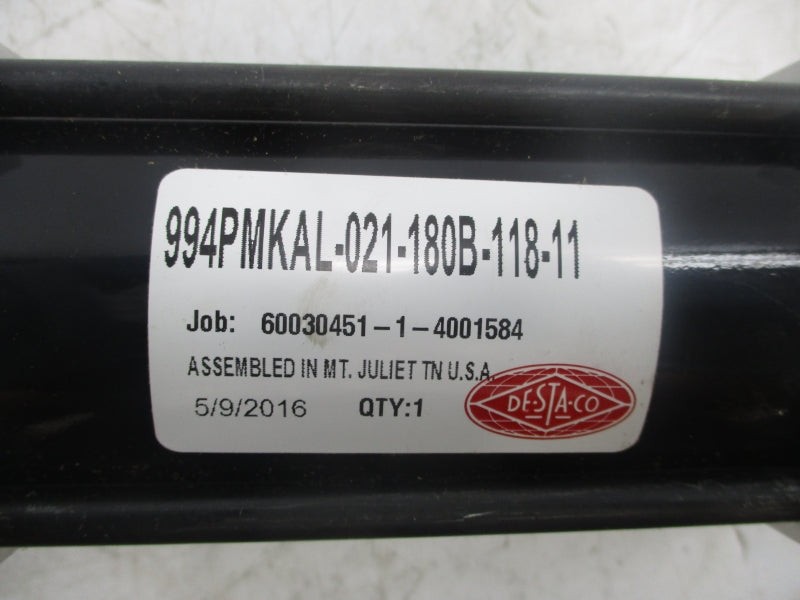 994PMKAL-021-180B-118-11
Job: 60030451-1-4001584
ASSEMBLED IN MT. JULIET TN U.S.A.
5/9/2016 QTY:1
DE-STA-CO